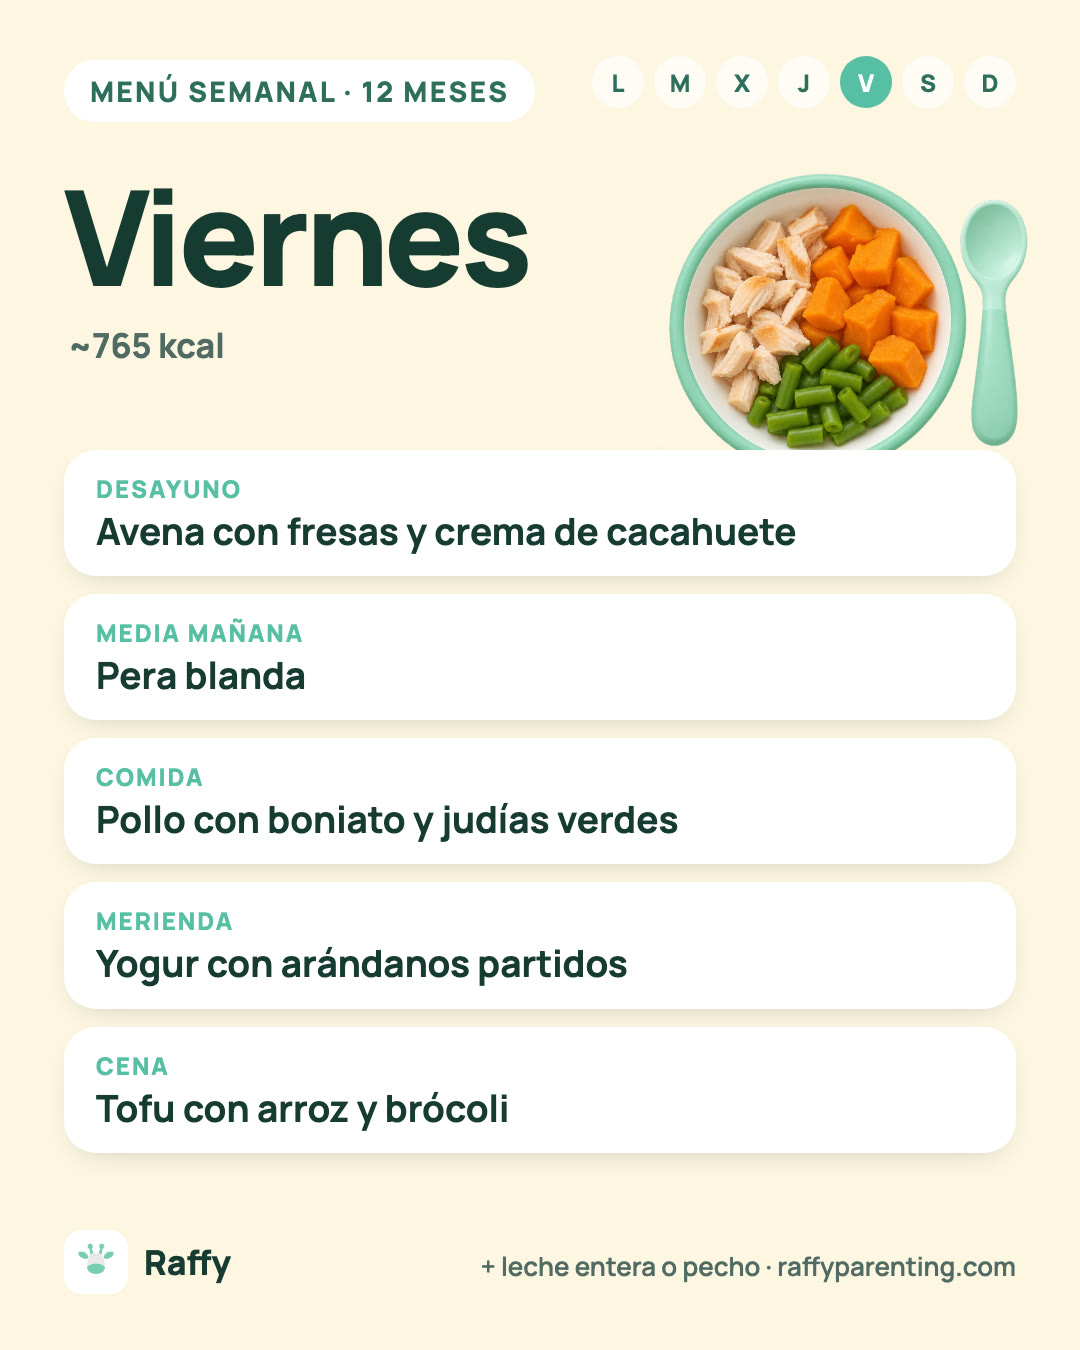 MENÚ SEMANAL · 12 MESES
L M X J V S D
Viernes
~765 kcal
DESAYUNO
Avena con fresas y crema de cacahuete
MEDIA MAÑANA
Pera blanda
COMIDA
Pollo con boniato y judías verdes
MERIENDA
Yogur con arándanos partidos
CENA
Tofu con arroz y brócoli
Raffy
+ leche entera o pecho · raffyparenting.com